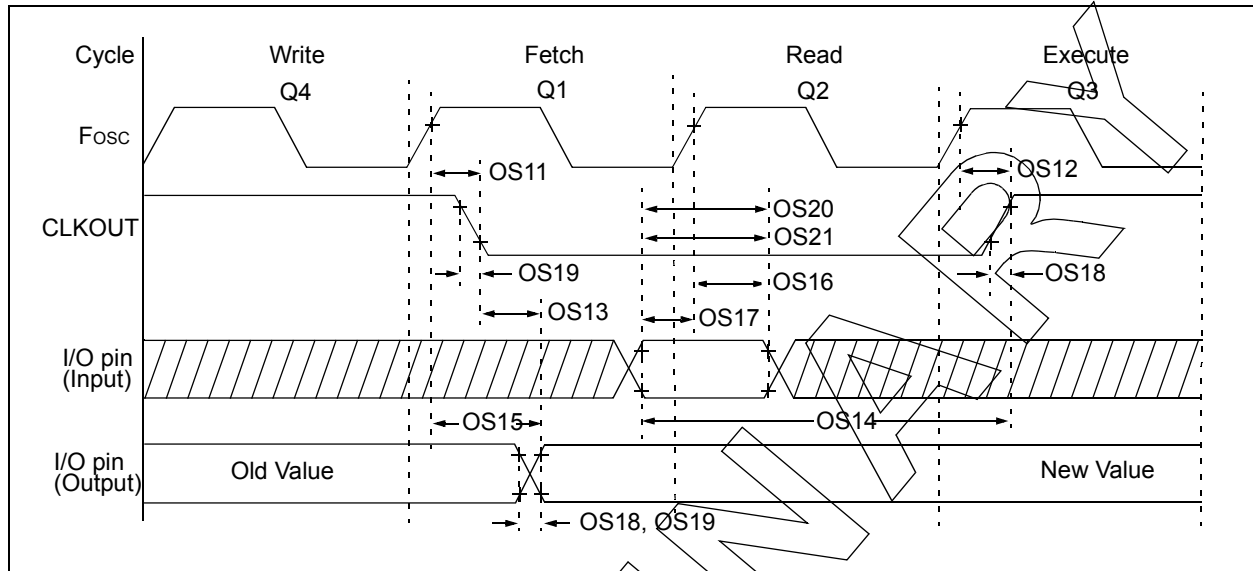 Cycle Write Fetch Read Execute
Q4 Q1 Q2 Q3
Fosc
OS11 OS12
CLKOUT
OS20
OS21
OS19 OS16 OS18
OS13 OS17
I/O pin
(Input)
OS15 OS14
I/O pin
(Output)
Old Value New Value
OS18, OS19